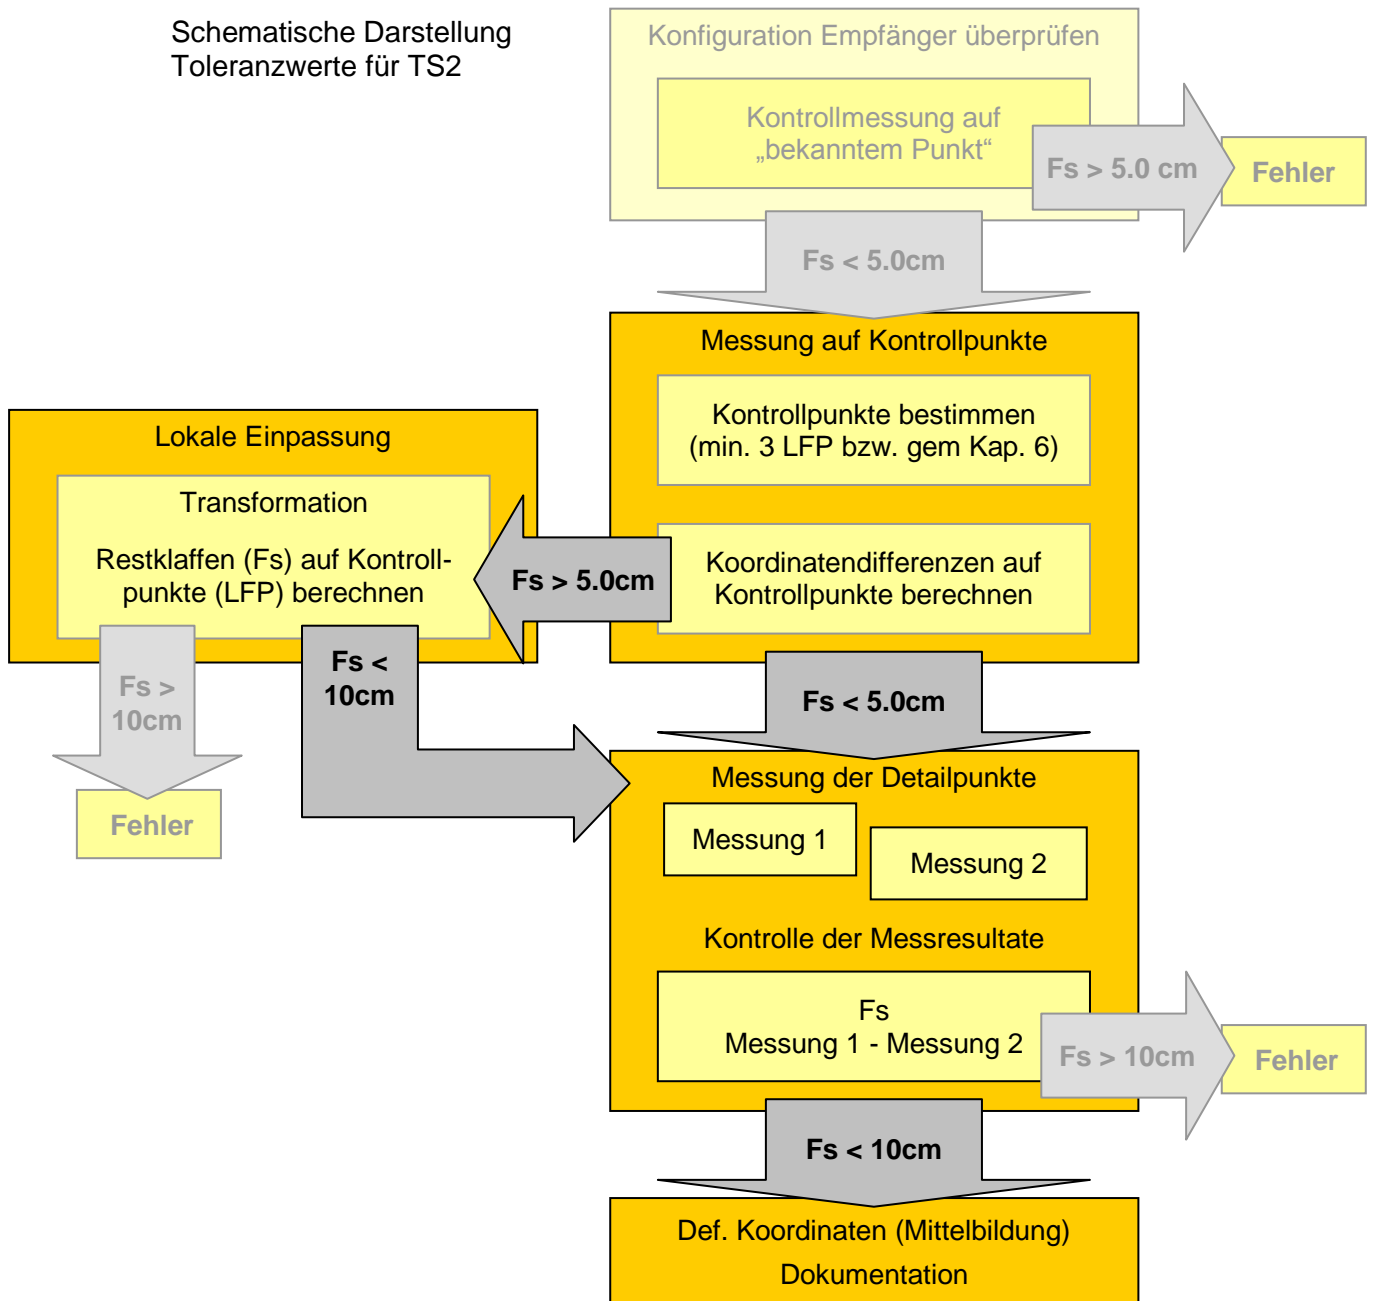 Schematische Darstellung
Toleranzwerte für TS2
Konfiguration Empfänger überprüfen
Kontrollmessung auf
„bekanntem Punkt“
Fs > 5.0 cm
Fehler
Fs < 5.0cm
Messung auf Kontrollpunkte
Kontrollpunkte bestimmen
(min. 3 LFP bzw. gem Kap. 6)
Koordinatendifferenzen auf
Kontrollpunkte berechnen
Fs > 5.0cm
Lokale Einpassung
Transformation
Restklaffen (Fs) auf Kontroll-
punkte (LFP) berechnen
Fs >
10cm
Fehler
Fs <
10cm
Fs < 5.0cm
Messung der Detailpunkte
Messung 1
Messung 2
Kontrolle der Messresultate
Fs
Messung 1 - Messung 2
Fs > 10cm
Fehler
Fs < 10cm
Def. Koordinaten (Mittelbildung)
Dokumentation